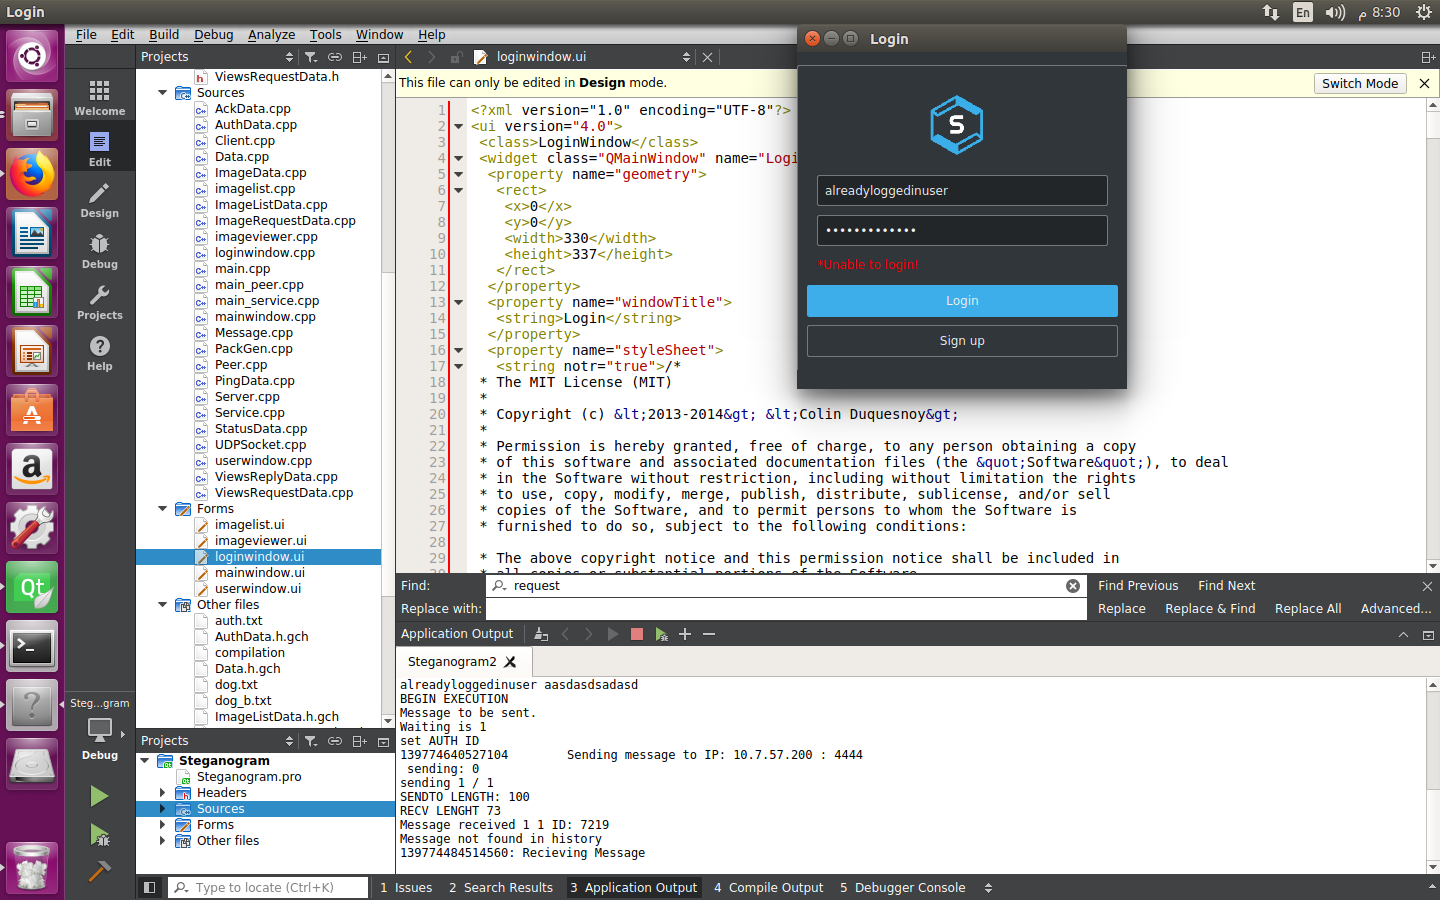 Login
En
م 8:30
File Edit Build Debug Analyze Tools Window Help
Projects
loginwindow.ui
This file can only be edited in Design mode.
Switch Mode
Welcome
Edit
Design
Debug
Projects
Help
Steg...gram
Debug
ViewsRequestData.h
Sources
AckData.cpp
AuthData.cpp
Client.cpp
Data.cpp
ImageData.cpp
imagelist.cpp
ImageListData.cpp
ImageRequestData.cpp
imageviewer.cpp
loginwindow.cpp
main.cpp
main_peer.cpp
main_service.cpp
mainwindow.cpp
Message.cpp
PackGen.cpp
Peer.cpp
PingData.cpp
Server.cpp
Service.cpp
StatusData.cpp
UDPSocket.cpp
userwindow.cpp
ViewsReplyData.cpp
ViewsRequestData.cpp
Forms
imagelist.ui
imageviewer.ui
loginwindow.ui
mainwindow.ui
userwindow.ui
Other files
auth.txt
AuthData.h.gch
compilation
Data.h.gch
dog.txt
dog_b.txt
ImageListData.h.gch
Projects
Steganogram
Steganogram.pro
Headers
Sources
Forms
Other files
1 <?xml version="1.0" encoding="UTF-8"?>
2 <ui version="4.0">
3 <class>LoginWindow</class>
4 <widget class="QMainWindow" name="Logi
5 <property name="geometry">
6 <rect>
7 <x>0</x>
8 <y>0</y>
9 <width>330</width>
10 <height>337</height>
11 </rect>
12 </property>
13 <property name="windowTitle">
14 <string>Login</string>
15 </property>
16 <property name="styleSheet">
17 <string notr="true">/*
18 * The MIT License (MIT)
19 *
20 * Copyright (c) &lt;2013-2014&gt; &lt;Colin Duquesnoy&gt;
21 *
22 * Permission is hereby granted, free of charge, to any person obtaining a copy
23 * of this software and associated documentation files (the &quot;Software&quot;), to deal
24 * in the Software without restriction, including without limitation the rights
25 * to use, copy, modify, merge, publish, distribute, sublicense, and/or sell
26 * copies of the Software, and to permit persons to whom the Software is
27 * furnished to do so, subject to the following conditions:
28
29 * The above copyright notice and this permission notice shall be included in
30 * all copies or substantial portions of the Software.
Login
S
alreadyloggedinuser
•••••••••••••
*Unable to login!
Login
Sign up
Find: request
Find Previous Find Next
Replace with:
Replace Replace & Find Replace All Advanced...
Application Output
Steganogram2
alreadyloggedinuser aasdasdsadasd
BEGIN EXECUTION
Message to be sent.
Waiting is 1
set AUTH ID
139774640527104 Sending message to IP: 10.7.57.200 : 4444
sending: 0
sending 1 / 1
SENDTO LENGTH: 100
RECV LENGHT 73
Message received 1 1 ID: 7219
Message not found in history
139774484514560: Recieving Message
Type to locate (Ctrl+K)
1 Issues 2 Search Results 3 Application Output 4 Compile Output 5 Debugger Console